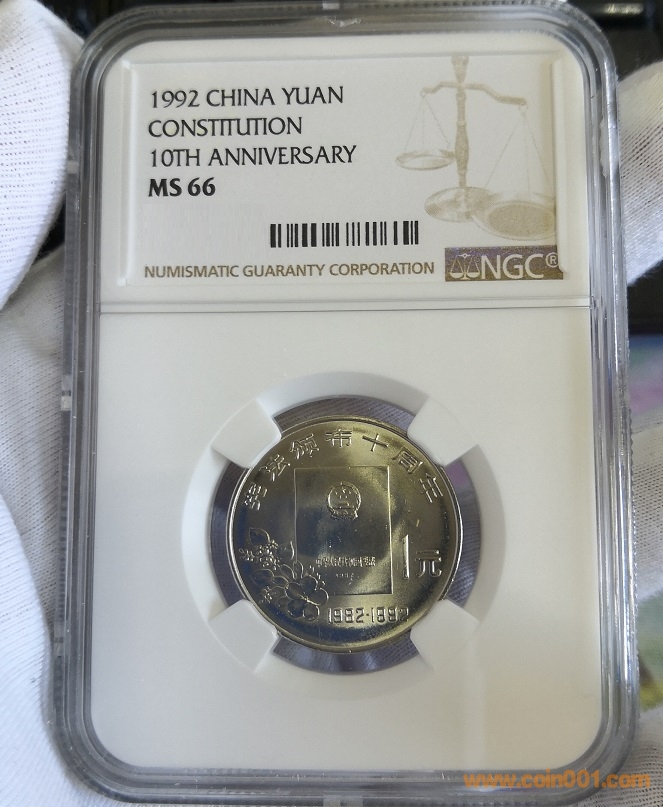 1992 CHINA YUAN
CONSTITUTION
10TH ANNIVERSARY
MS 66
NUMISMATIC GUARANTY CORPORATION
NGC®
宪法颁布十周年
1元
1982-1992
www.coin001.com